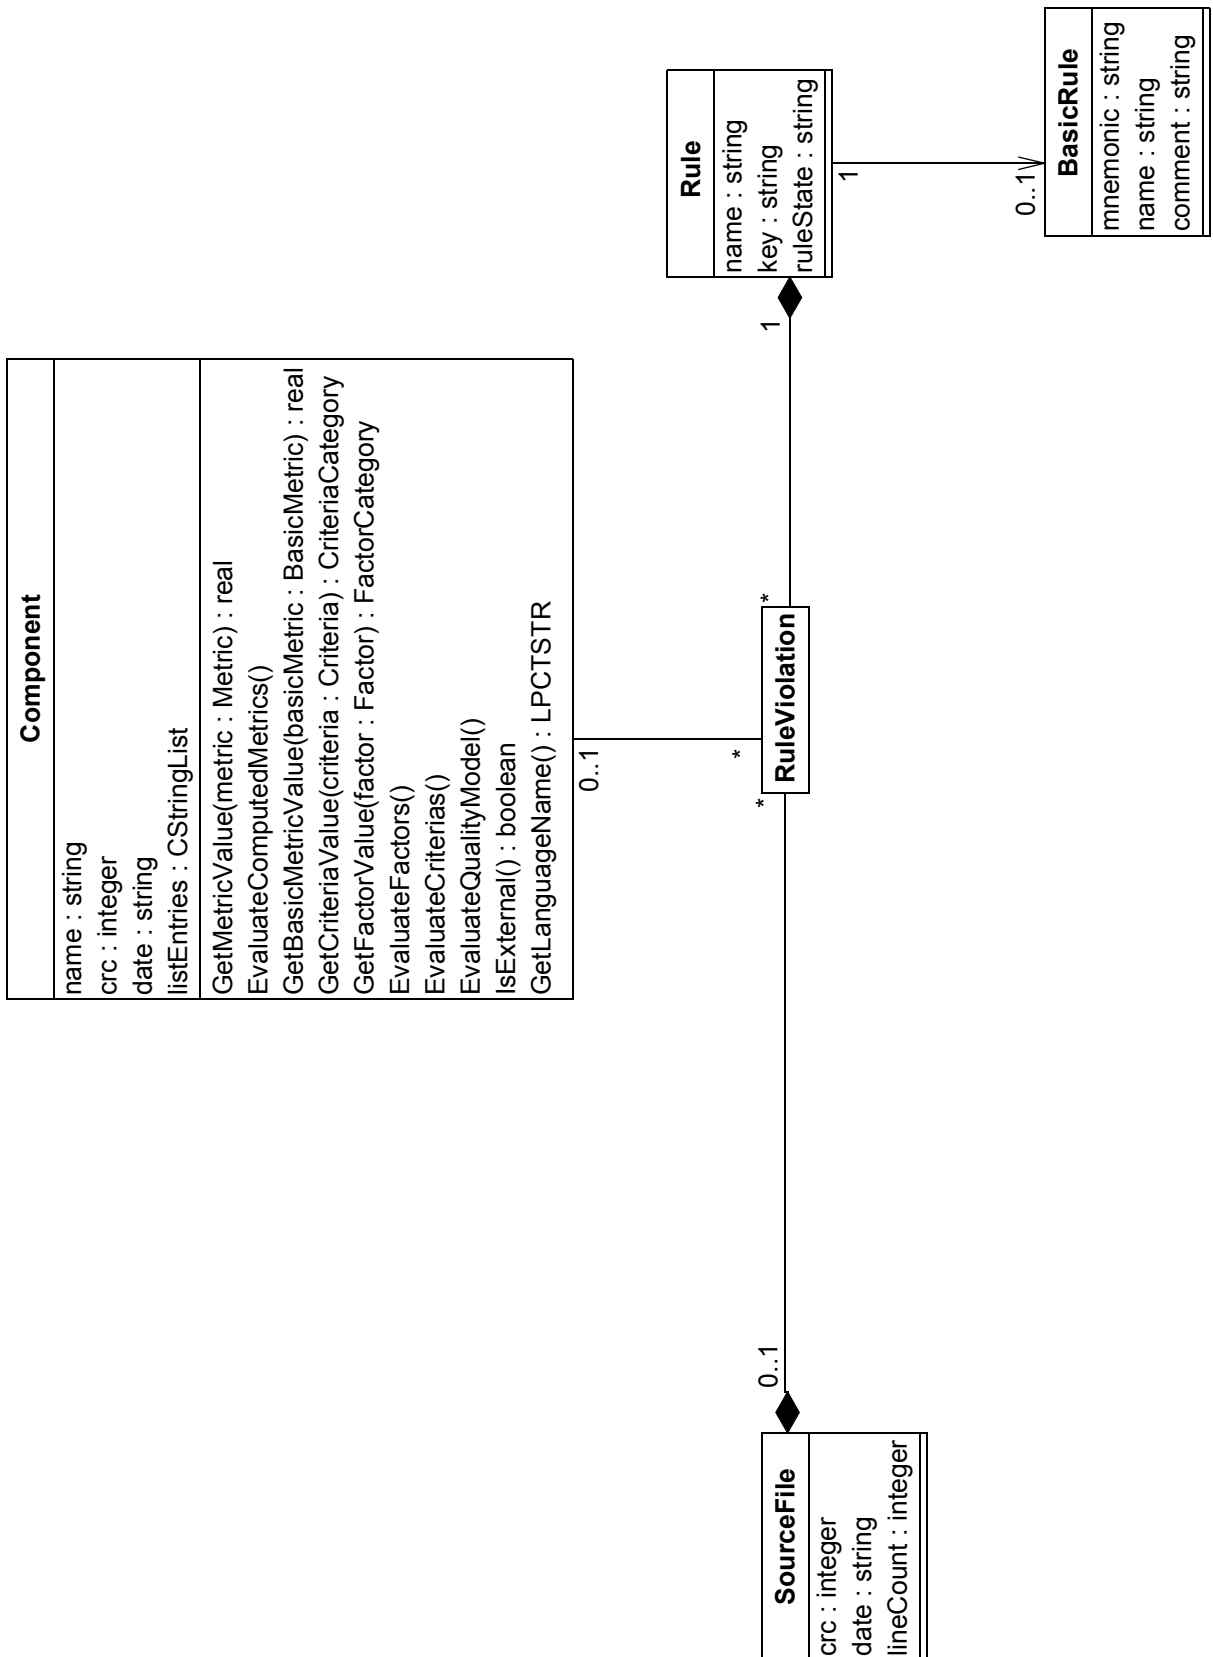 Component
name : string
crc : integer
date : string
listEntries : CStringList
GetMetricValue(metric : Metric) : real
EvaluateComputedMetrics()
GetBasicMetricValue(basicMetric : BasicMetric) : real
GetCriteriaValue(criteria : Criteria) : CriteriaCategory
GetFactorValue(factor : Factor) : FactorCategory
EvaluateFactors()
EvaluateCriterias()
EvaluateQualityModel()
IsExternal() : boolean
GetLanguageName() : LPCTSTR
0..1
*
SourceFile
crc : integer
date : string
lineCount : integer
0..1
*
RuleViolation
*
1
Rule
name : string
key : string
ruleState : string
1
0..1
BasicRule
mnemonic : string
name : string
comment : string